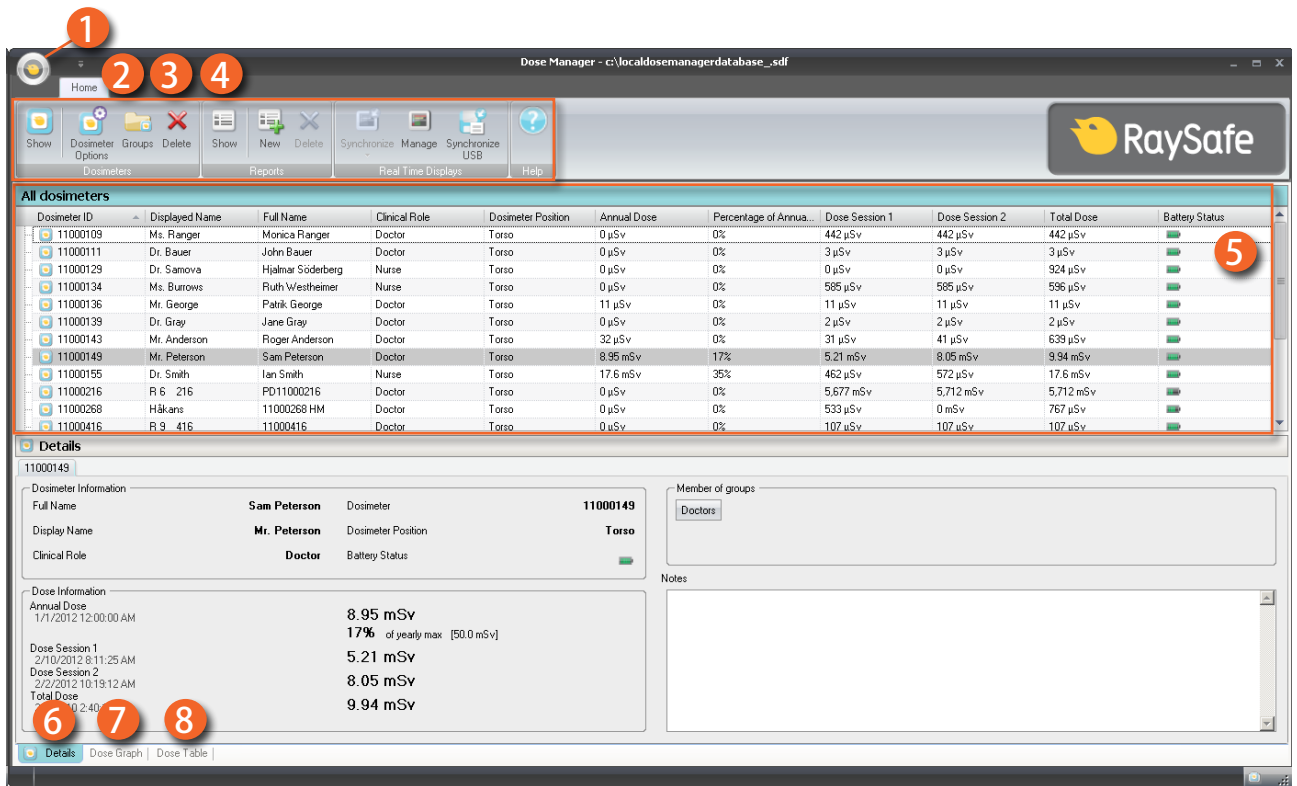 1
Dose Manager - c:\localdosemanagerdatabase_.sdf
2 3 4
Home
Show Dosimeter Options Groups Delete Show New Delete Synchronize Manage Synchronize USB
Dosimeters Reports Real Time Displays Help
RaySafe
All dosimeters
Dosimeter ID Displayed Name Full Name Clinical Role Dosimeter Position Annual Dose Percentage of Annua... Dose Session 1 Dose Session 2 Total Dose Battery Status
11000109 Ms. Ranger Monica Ranger Doctor Torso 0 µSv 0% 442 µSv 442 µSv 442 µSv
11000111 Dr. Bauer John Bauer Doctor Torso 0 µSv 0% 3 µSv 3 µSv 3 µSv
5
11000129 Dr. Samova Hjalmar Söderberg Nurse Torso 0 µSv 0% 0 µSv 0 µSv 924 µSv
11000134 Ms. Burrows Ruth Westheimer Nurse Torso 0 µSv 0% 585 µSv 585 µSv 596 µSv
11000136 Mr. George Patrik George Doctor Torso 11 µSv 0% 11 µSv 11 µSv 11 µSv
11000139 Dr. Gray Jane Gray Doctor Torso 0 µSv 0% 2 µSv 2 µSv 2 µSv
11000143 Mr. Anderson Roger Anderson Doctor Torso 32 µSv 0% 31 µSv 41 µSv 639 µSv
11000149 Mr. Peterson Sam Peterson Doctor Torso 8.95 mSv 17% 5.21 mSv 8.05 mSv 9.94 mSv
11000155 Dr. Smith Ian Smith Nurse Torso 17.6 mSv 35% 462 µSv 572 µSv 17.6 mSv
11000216 R 6 216 PD11000216 Doctor Torso 0 µSv 0% 5,677 mSv 5,712 mSv 5,712 mSv
11000268 Håkans 11000268 HM Doctor Torso 0 µSv 0% 533 µSv 0 mSv 767 µSv
11000416 R 9 416 11000416 Doctor Torso 0 µSv 0% 107 µSv 107 µSv 107 µSv
Details
11000149
Dosimeter Information
Full Name Sam Peterson Dosimeter 11000149
Display Name Mr. Peterson Dosimeter Position Torso
Clinical Role Doctor Battery Status
Member of groups
Doctors
Notes
Dose Information
Annual Dose
1/1/2012 12:00:00 AM 8.95 mSv
17% of yearly max [50.0 mSv]
Dose Session 1
2/10/2012 8:11:25 AM 5.21 mSv
Dose Session 2
2/2/2012 10:19:12 AM 8.05 mSv
Total Dose
2:40 9.94 mSv
6 7 8
Details Dose Graph Dose Table